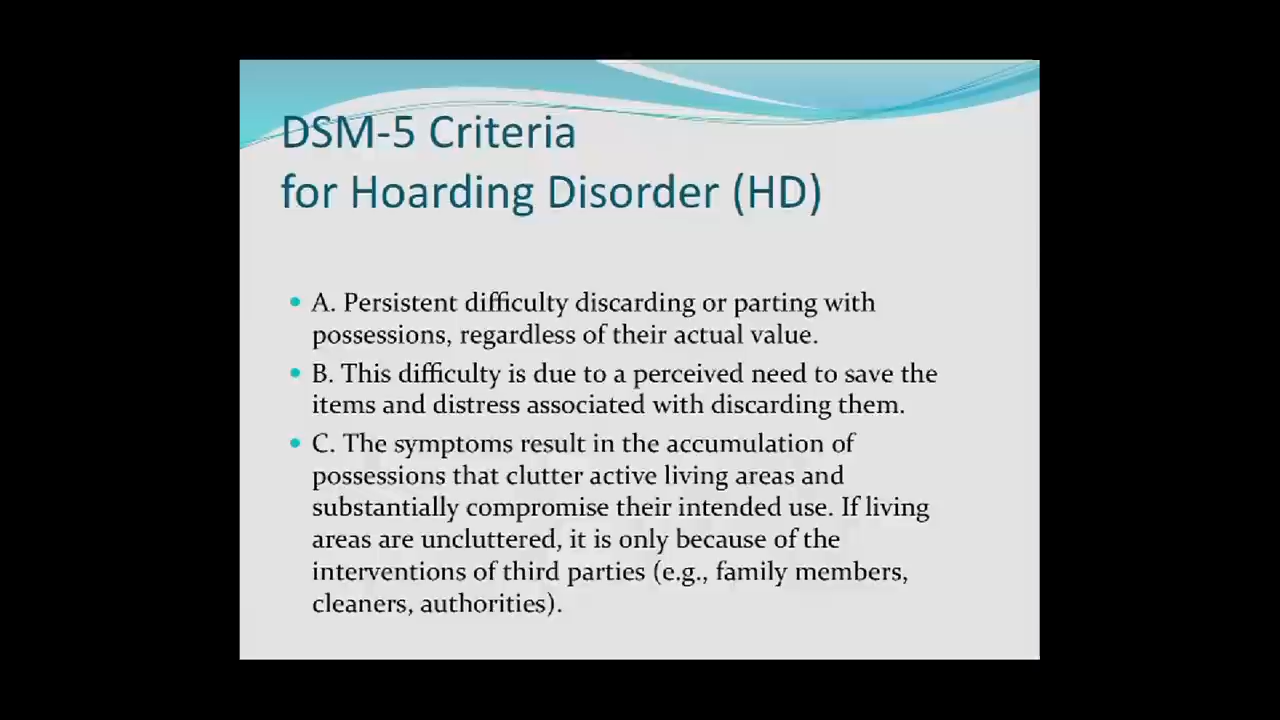 DSM-5 Criteria
for Hoarding Disorder (HD)
• A. Persistent difficulty discarding or parting with
possessions, regardless of their actual value.
• B. This difficulty is due to a perceived need to save the
items and distress associated with discarding them.
• C. The symptoms result in the accumulation of
possessions that clutter active living areas and
substantially compromise their intended use. If living
areas are uncluttered, it is only because of the
interventions of third parties (e.g., family members,
cleaners, authorities).